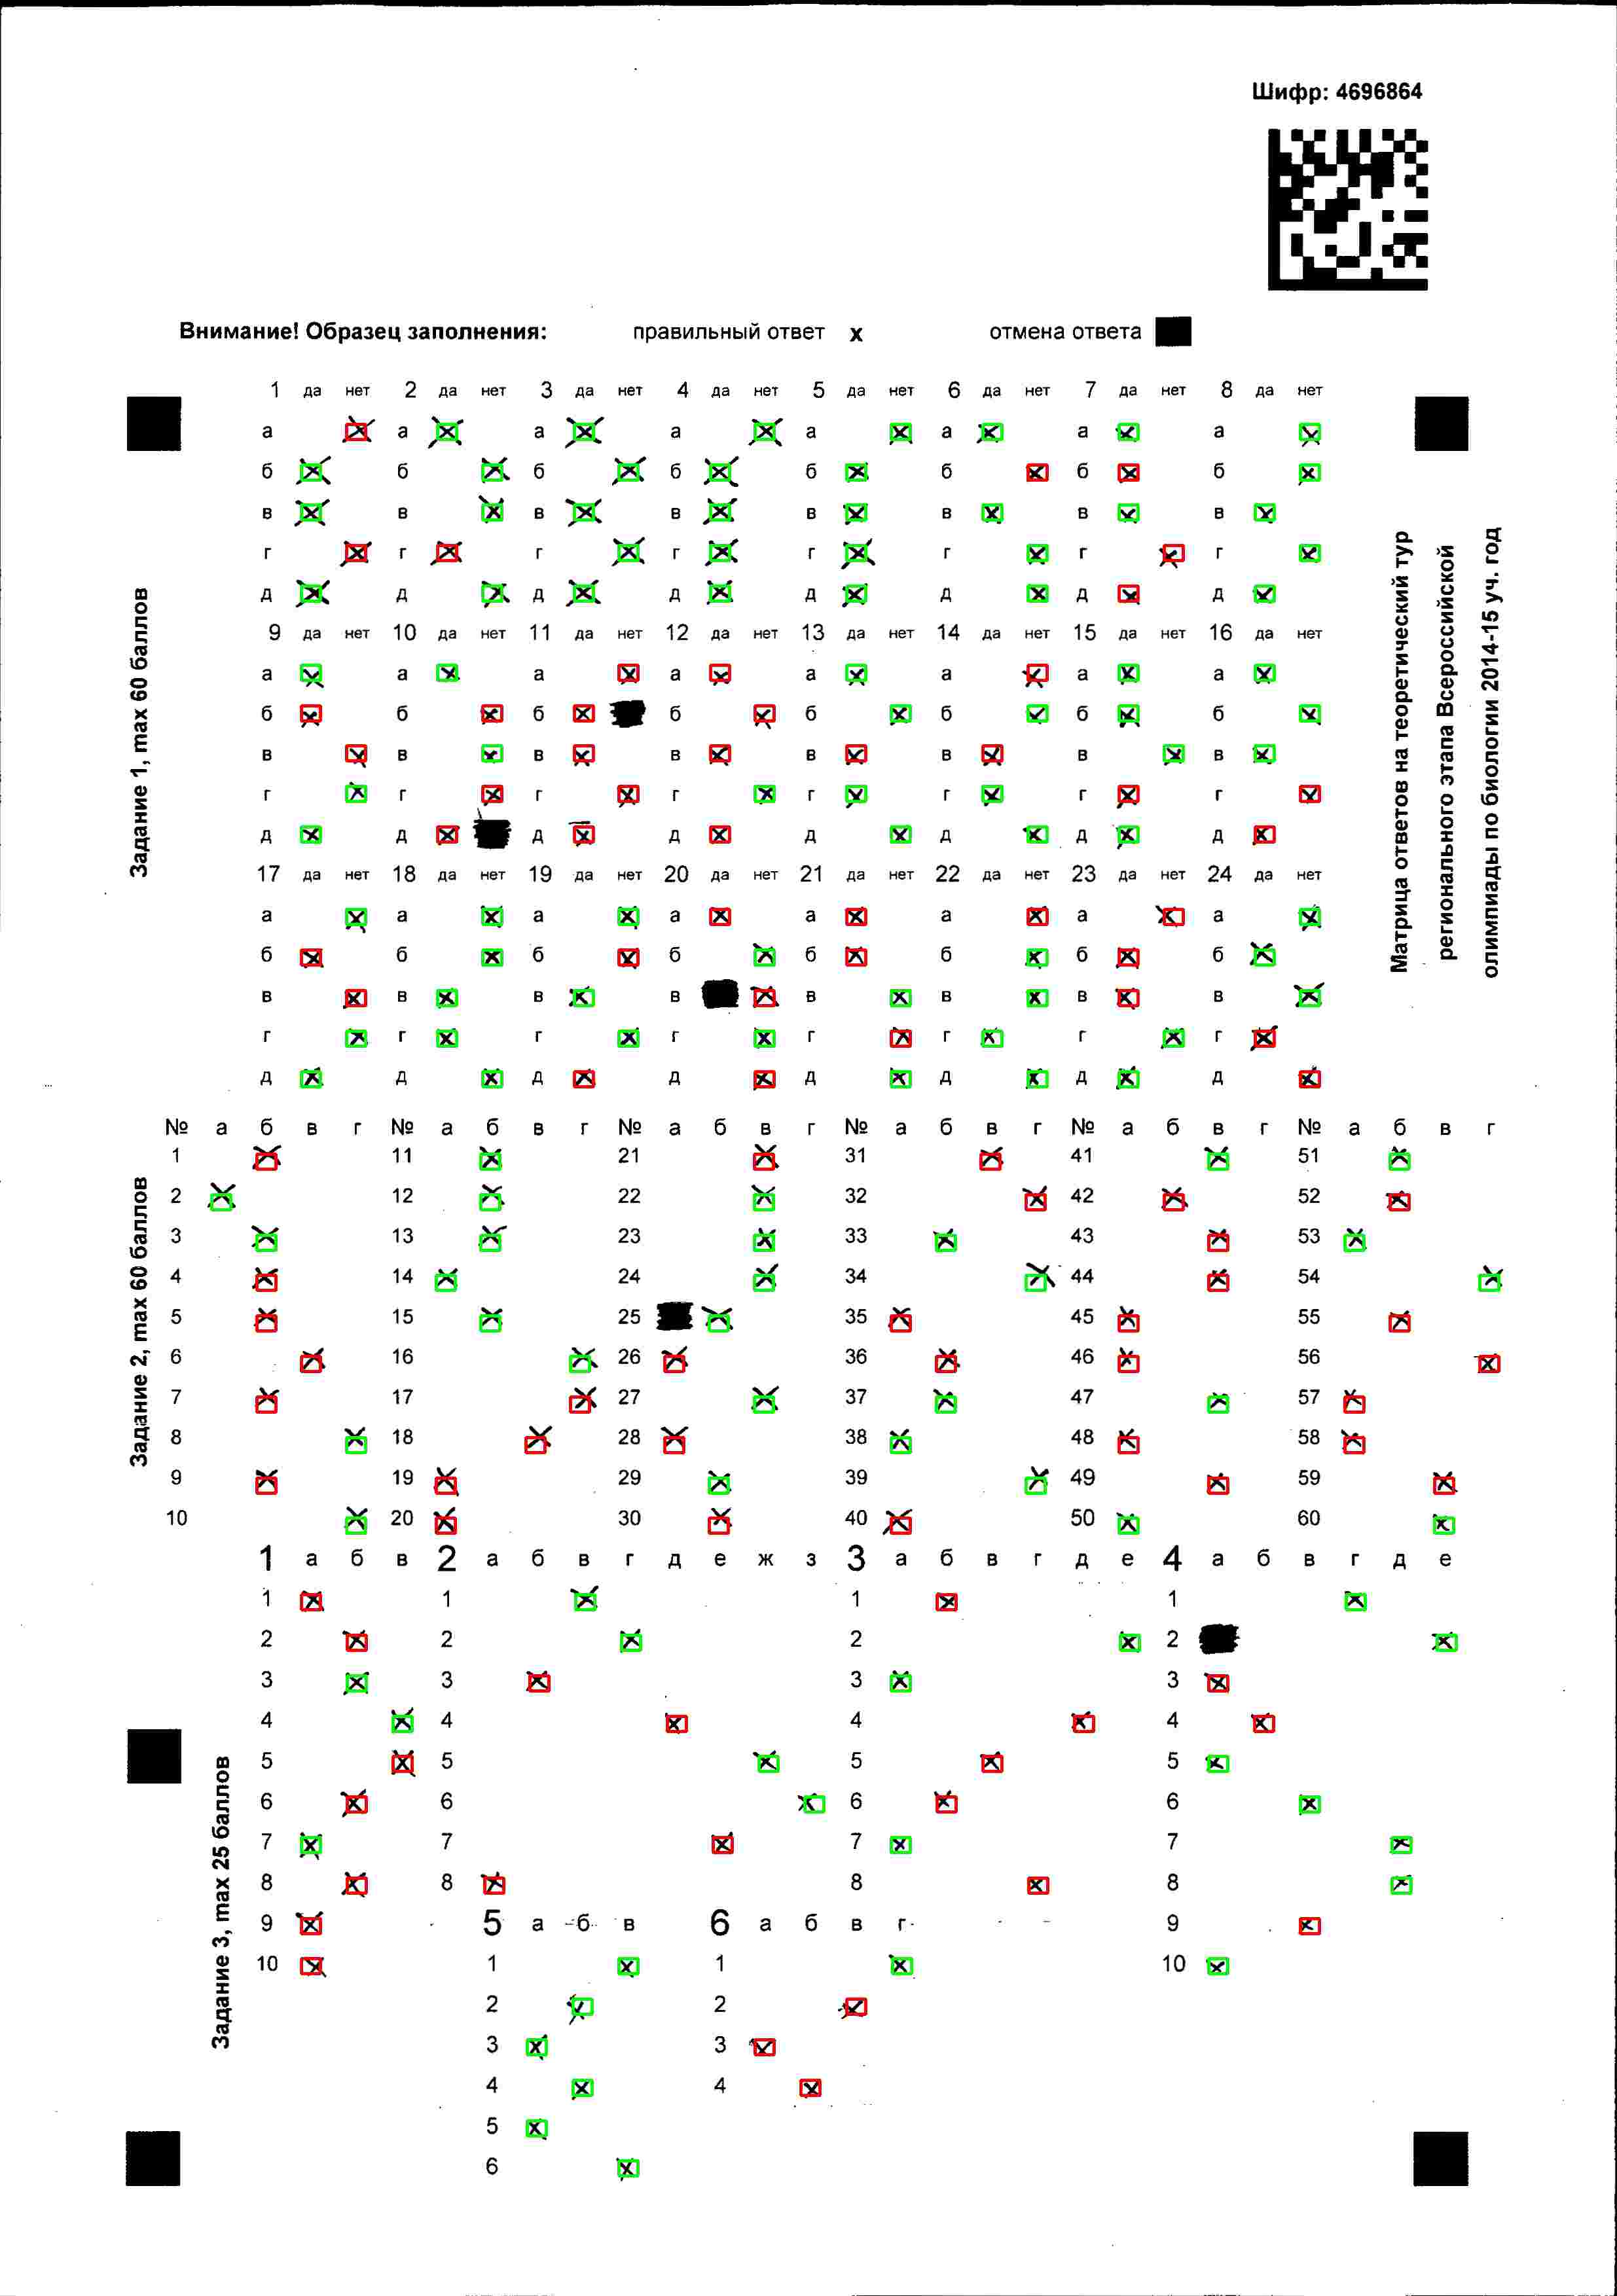 Шифр: 4696864
Внимание! Образец заполнения: правильный ответ x отмена ответа
1 да нет 2 да нет 3 да нет 4 да нет 5 да нет 6 да нет 7 да нет 8 да нет
а а а а а а а а
б б б б б б б б
в в в в в в в в
г г г г г г г г
д д д д д д д д
9 да нет 10 да нет 11 да нет 12 да нет 13 да нет 14 да нет 15 да нет 16 да нет
а а а а а а а а
б б б б б б б б
в в в в в в в в
г г г г г г г г
д д д д д д д д
17 да нет 18 да нет 19 да нет 20 да нет 21 да нет 22 да нет 23 да нет 24 да нет
а а а а а а а а
б б б б б б б б
в в в в в в в в
г г г г г г г г
д д д д д д д д
Задание 1, max 60 баллов
Матрица ответов на теоретический тур
регионального этапа Всероссийской
олимпиады по биологии 2014-15 уч. год
№ а б в г № а б в г № а б в г № а б в г № а б в г № а б в г
1 11 21 31 41 51
2 12 22 32 42 52
3 13 23 33 43 53
4 14 24 34 44 54
5 15 25 35 45 55
6 16 26 36 46 56
7 17 27 37 47 57
8 18 28 38 48 58
9 19 29 39 49 59
10 20 30 40 50 60
Задание 2, max 60 баллов
1 а б в 2 а б в г д е ж з 3 а б в г д е 4 а б в г д е
1 1 1 1
2 2 2 2
3 3 3 3
4 4 4 4
5 5 5 5
6 6 6 6
7 7 7 7
8 8 8 8
9 5 а б в 6 а б в г 9
10 1 1 10
2 2
3 3
4 4
5
6
Задание 3, max 25 баллов